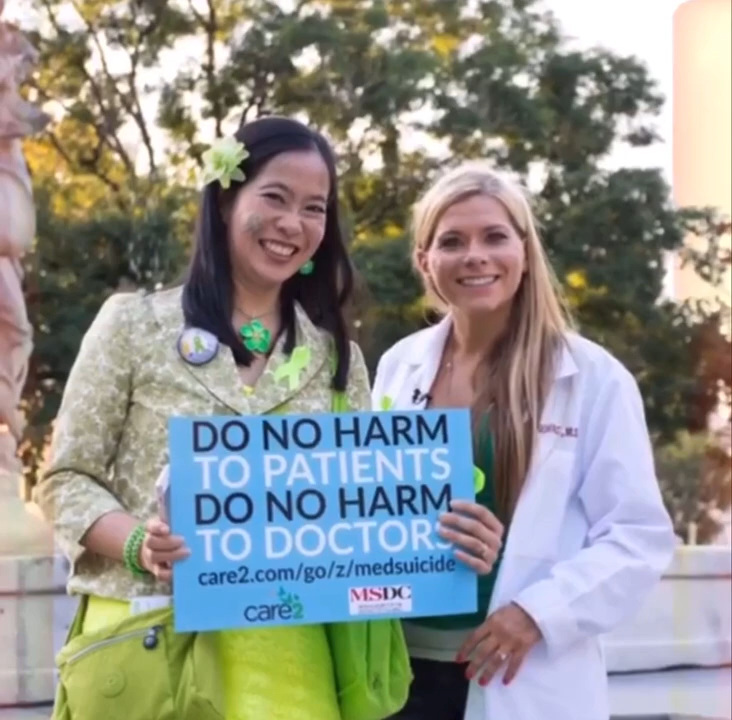 DO NO HARM
TO PATIENTS
DO NO HARM
TO DOCTORS
care2.com/go/z/medsuicide
care2
MSDC